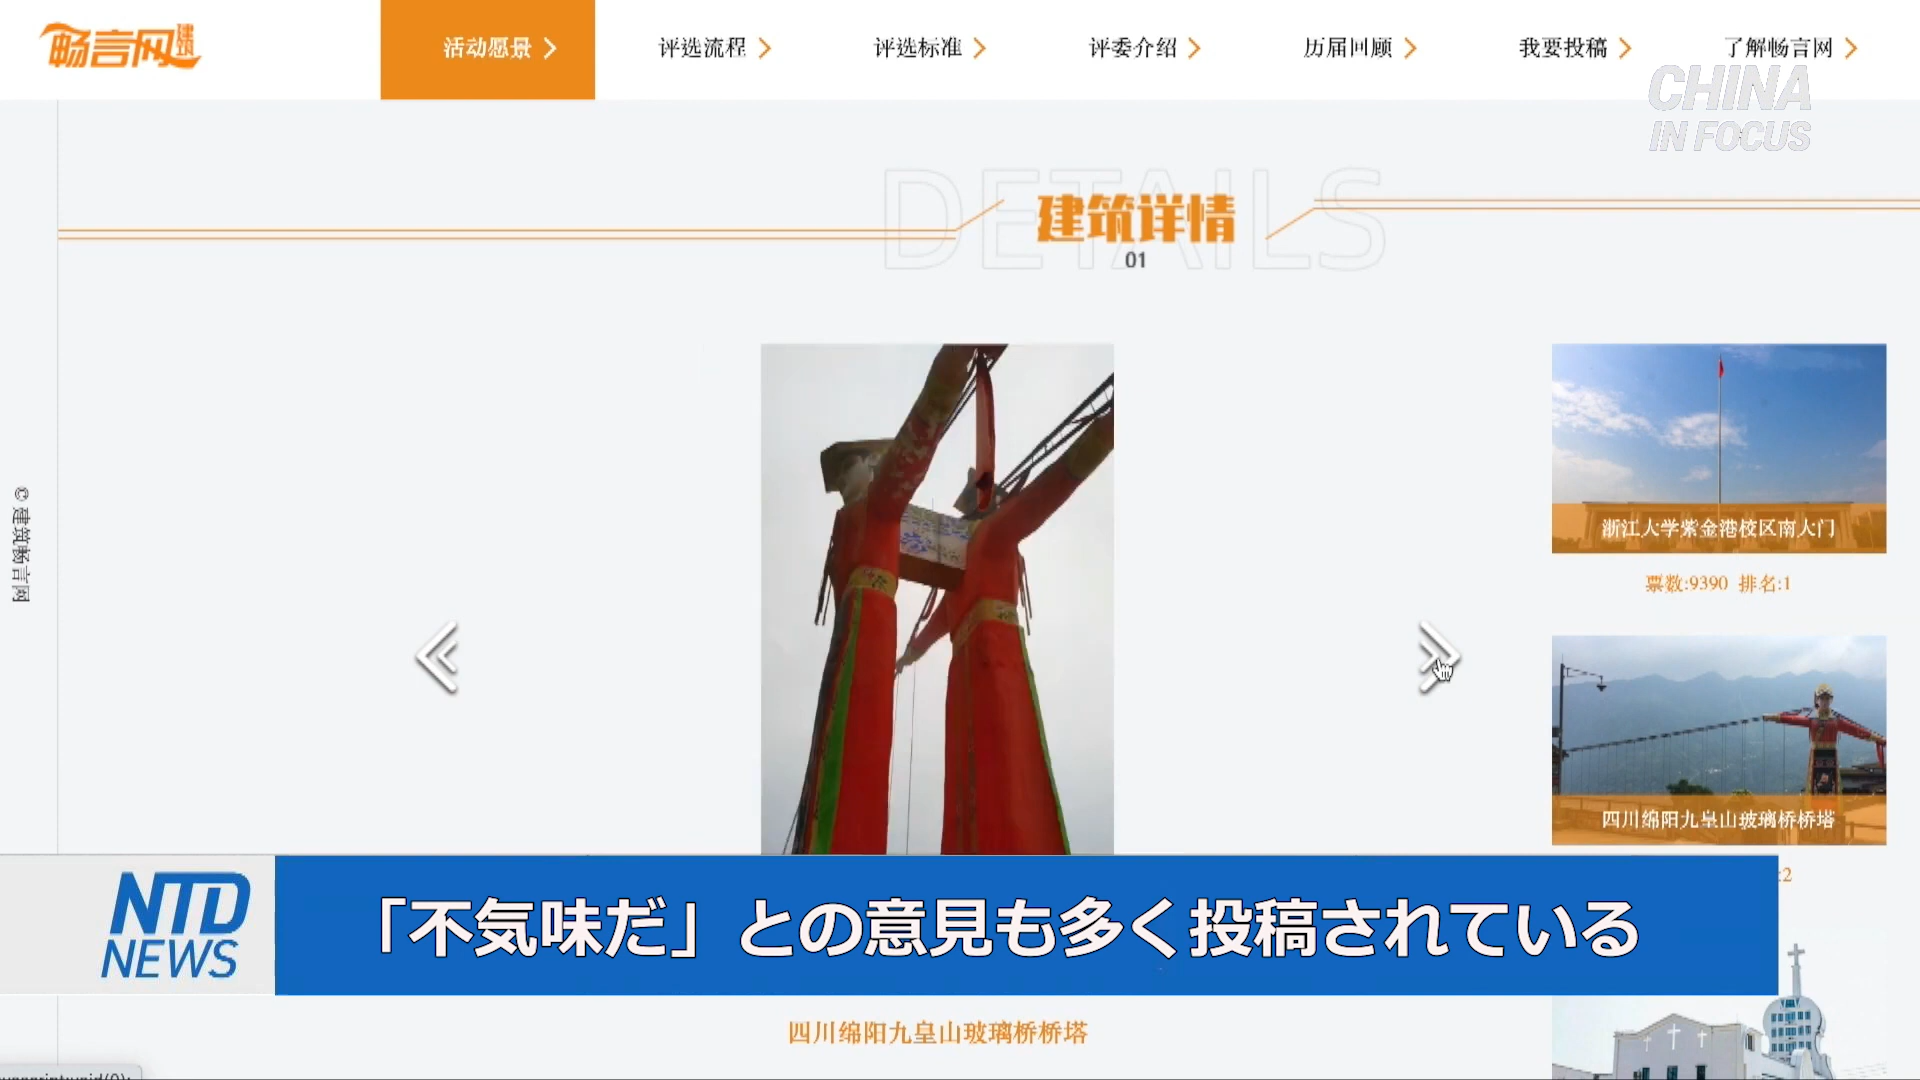 畅言网建筑
活动愿景
评选流程
评选标准
评委介绍
历届回顾
我要投稿
了解畅言网
CHINA
IN FOCUS
DETAILS
建筑详情
01
© 建筑畅言网
浙江大学紫金港校区南大门
票数:9390 排名:1
四川绵阳九皇山玻璃桥桥塔
:2
NTD
NEWS
「不気味だ」との意見も多く投稿されている
四川绵阳九皇山玻璃桥桥塔